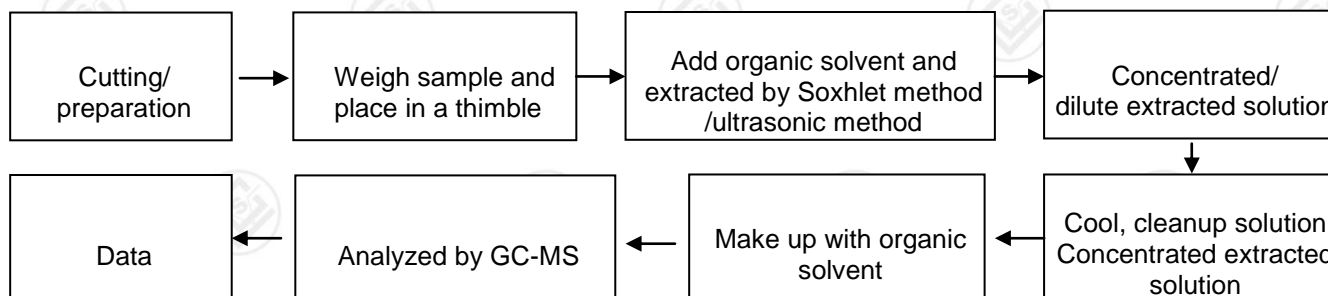 Cutting/
preparation
Weigh sample and
place in a thimble
Add organic solvent and
extracted by Soxhlet method
/ultrasonic method
Concentrated/
dilute extracted solution
Cool, cleanup solution
Concentrated extracted
solution
Make up with organic
solvent
Analyzed by GC-MS
Data